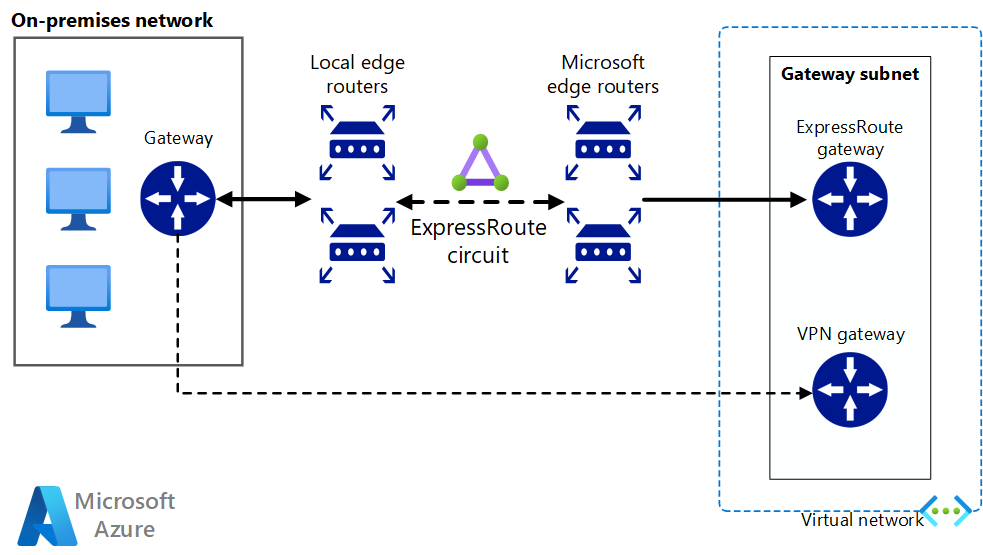 On-premises network
Gateway
Local edge
routers
ExpressRoute
circuit
Microsoft
edge routers
Gateway subnet
ExpressRoute
gateway
VPN gateway
Virtual network
Microsoft
Azure